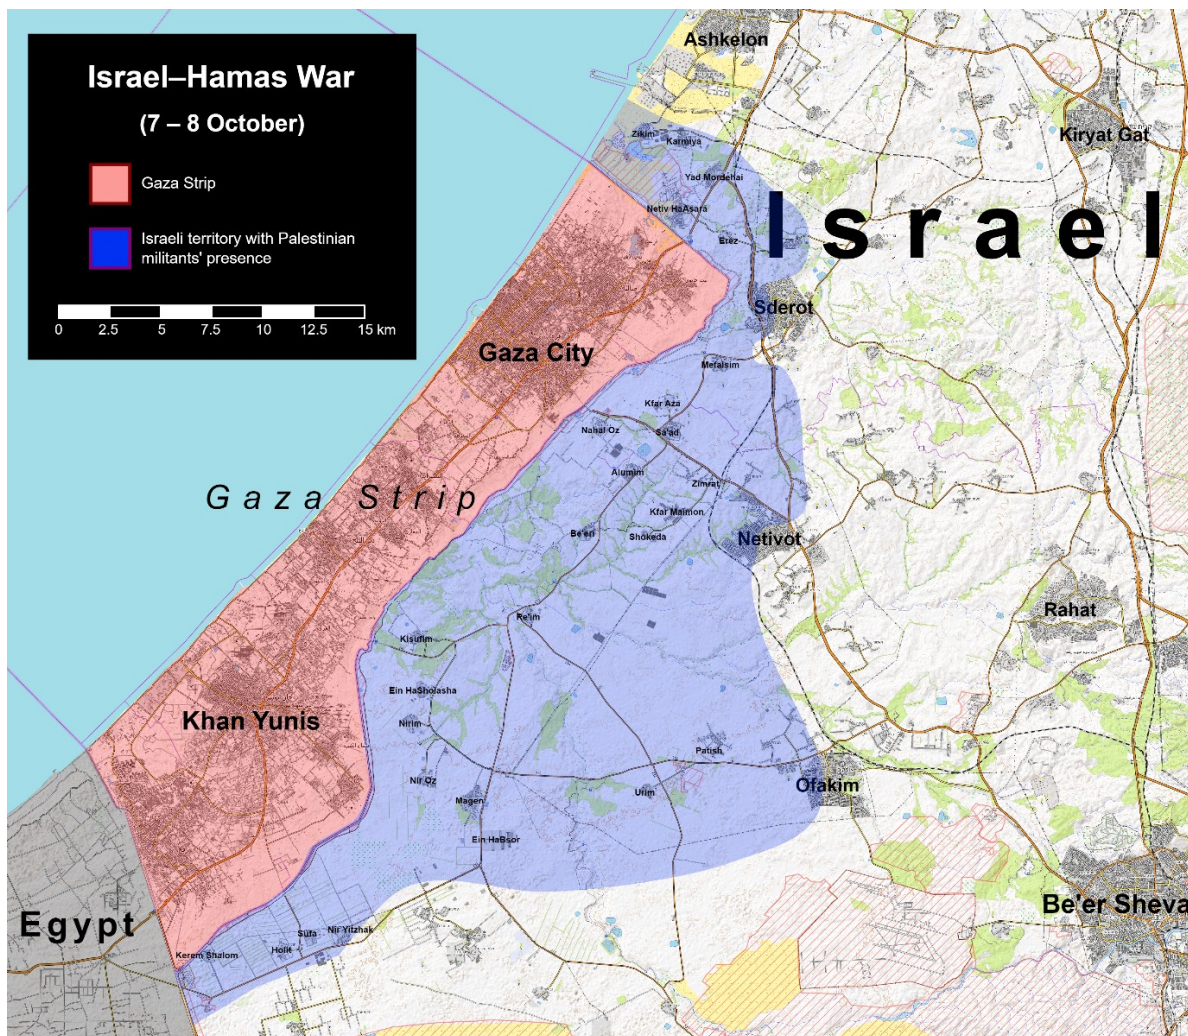 Israel–Hamas War
(7 – 8 October)
Gaza Strip
Israeli territory with Palestinian
militants' presence
0 2.5 5 7.5 10 12.5 15 km
Ashkelon
Kiryat Gat
Zikim
Karmiya
Yad Mordehai
Netiv HaAsara
Israel
Erez
Sderot
Gaza City
Mefalsim
Kfar Aza
Nahal Oz
Sa'ad
Alumim
Zimrat
Gaza Strip
Kfar Maimon
Be'eri
Shokeda
Netivot
Rahat
Re'im
Kisufim
Ein HaSholasha
Khan Yunis
Nirim
Patish
Nir Oz
Ofakim
Urim
Magen
Ein HaBsor
Be'er Sheva
Egypt
Nir Yitzhak
Sufa
Holit
Kerem Shalom